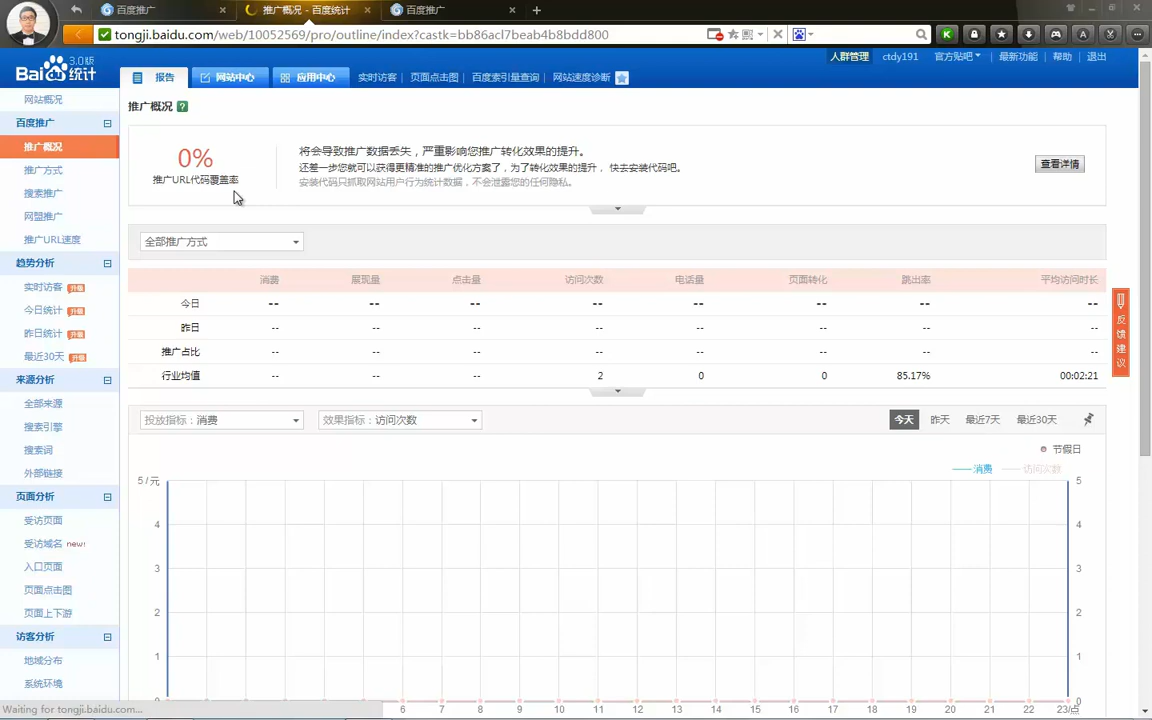 百度推广
推广概况 - 百度统计
百度推广
tongji.baidu.com/web/10052569/pro/outline/index?castk=bb86acl7beab4b8bdd800
Bai 统计 3.0版
报告
网站中心
应用中心
实时访客
页面点击图
百度索引量查询
网站速度诊断
人群管理
ctdy191
官方贴吧
最新功能
帮助
退出
网站概况
百度推广
推广概况
推广方式
搜索推广
网盟推广
推广URL速度
趋势分析
实时访客 升级
今日统计 升级
昨日统计 升级
最近30天 升级
来源分析
全部来源
搜索引擎
搜索词
外部链接
页面分析
受访页面
受访域名 new!
入口页面
页面点击图
页面上下游
访客分析
地域分布
系统环境
推广概况 ?
0%
推广URL代码覆盖率
将会导致推广数据丢失，严重影响您推广转化效果的提升。
还差一步您就可以获得更精准的推广优化方案了，为了转化效果的提升， 快去安装代码吧。
安装代码只抓取网站用户行为统计数据，不会泄露您的任何隐私。
查看详情
全部推广方式
消费 展现量 点击量 访问次数 电话量 页面转化 跳出率 平均访问时长
今日 -- -- -- -- -- -- -- --
昨日 -- -- -- -- -- -- -- --
推广占比 -- -- -- -- -- -- -- --
行业均值 -- -- -- 2 0 0 85.17% 00:02:21
反馈建议
投放指标：消费
效果指标：访问次数
今天 昨天 最近7天 最近30天
节假日
消费 访问次数
5 / 元
4
3
2
1
0
5
4
3
2
1
0
6 7 8 9 10 11 12 13 14 15 16 17 18 19 20 21 22 23/点
Waiting for tongji.baidu.com...